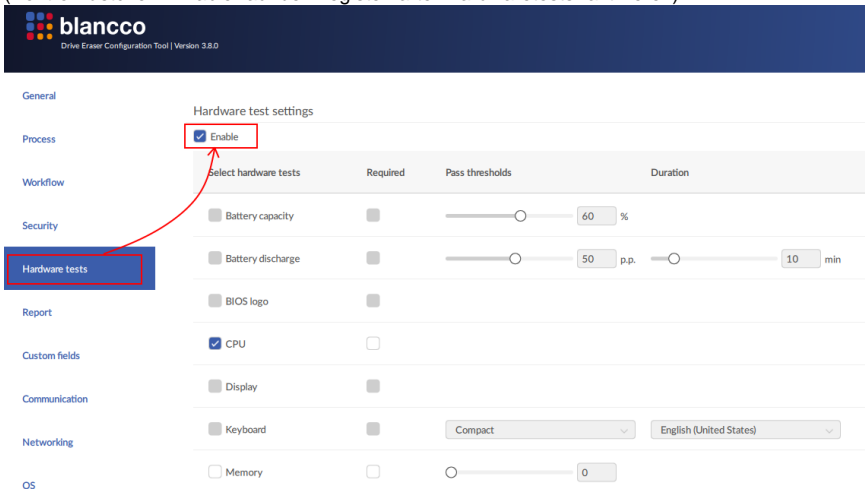 blancco
Drive Eraser Configuration Tool | Version 3.8.0
General
Process
Workflow
Security
Hardware tests
Report
Custom fields
Communication
Networking
OS
Hardware test settings
Enable
Select hardware tests Required Pass thresholds Duration
Battery capacity 60 %
Battery discharge 50 p.p. 10 min
BIOS logo
CPU
Display
Keyboard Compact English (United States)
Memory 0